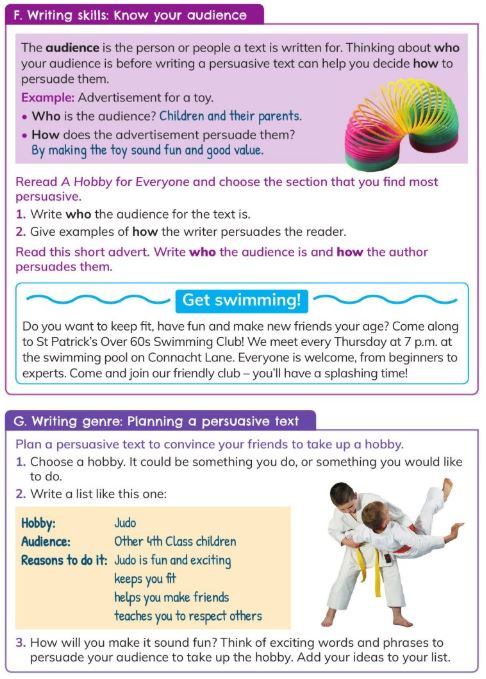 F. Writing skills: Know your audience
The audience is the person or people a text is written for. Thinking about who
your audience is before writing a persuasive text can help you decide how to
persuade them.
Example: Advertisement for a toy.
• Who is the audience? Children and their parents.
• How does the advertisement persuade them?
By making the toy sound fun and good value.
Reread A Hobby for Everyone and choose the section that you find most
persuasive.
1. Write who the audience for the text is.
2. Give examples of how the writer persuades the reader.
Read this short advert. Write who the audience is and how the author
persuades them.
Get swimming!
Do you want to keep fit, have fun and make new friends your age? Come along
to St Patrick's Over 60s Swimming Club! We meet every Thursday at 7 p.m. at
the swimming pool on Connacht Lane. Everyone is welcome, from beginners to
experts. Come and join our friendly club – you'll have a splashing time!
G. Writing genre: Planning a persuasive text
Plan a persuasive text to convince your friends to take up a hobby.
1. Choose a hobby. It could be something you do, or something you would like
to do.
2. Write a list like this one:
Hobby: Judo
Audience: Other 4th Class children
Reasons to do it: Judo is fun and exciting
keeps you fit
helps you make friends
teaches you to respect others
3. How will you make it sound fun? Think of exciting words and phrases to
persuade your audience to take up the hobby. Add your ideas to your list.